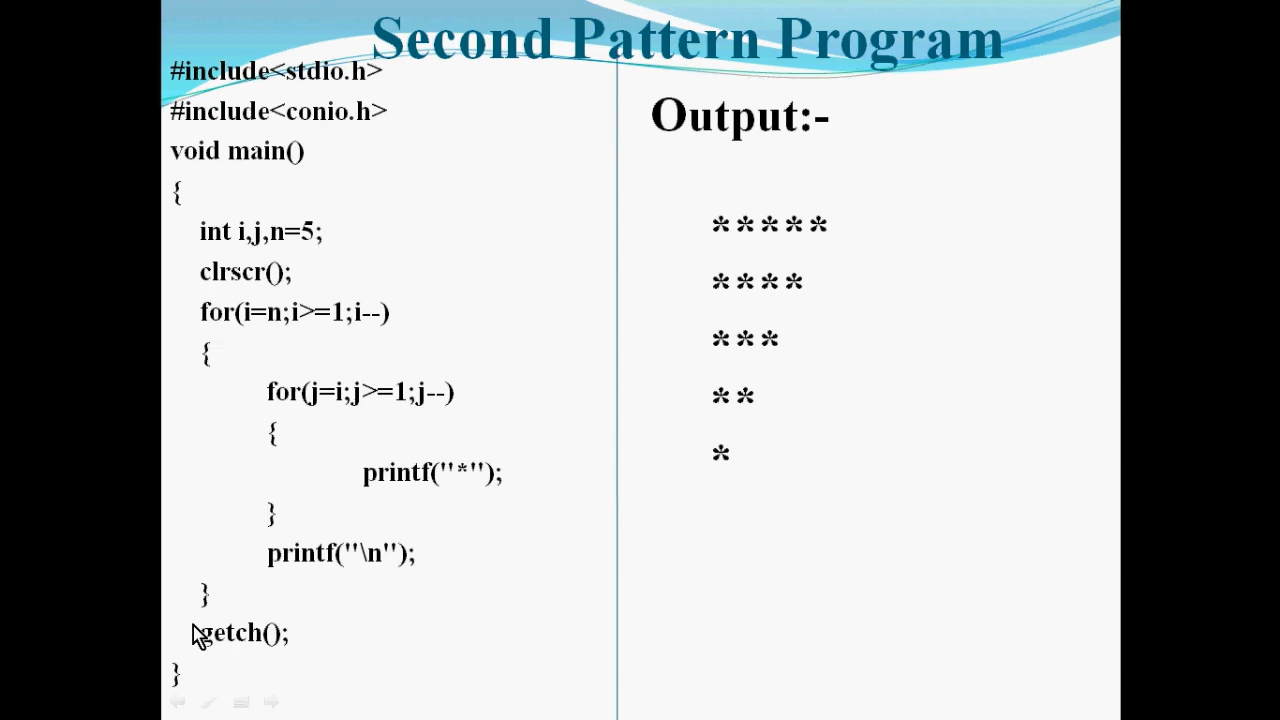 Second Pattern Program
#include<stdio.h>
#include<conio.h>
void main()
{
int i,j,n=5;
clrscr();
for(i=n;i>=1;i--)
{
for(j=i;j>=1;j--)
{
printf("*");
}
printf("\n");
}
getch();
}
Output:-
*****
****
***
**
*